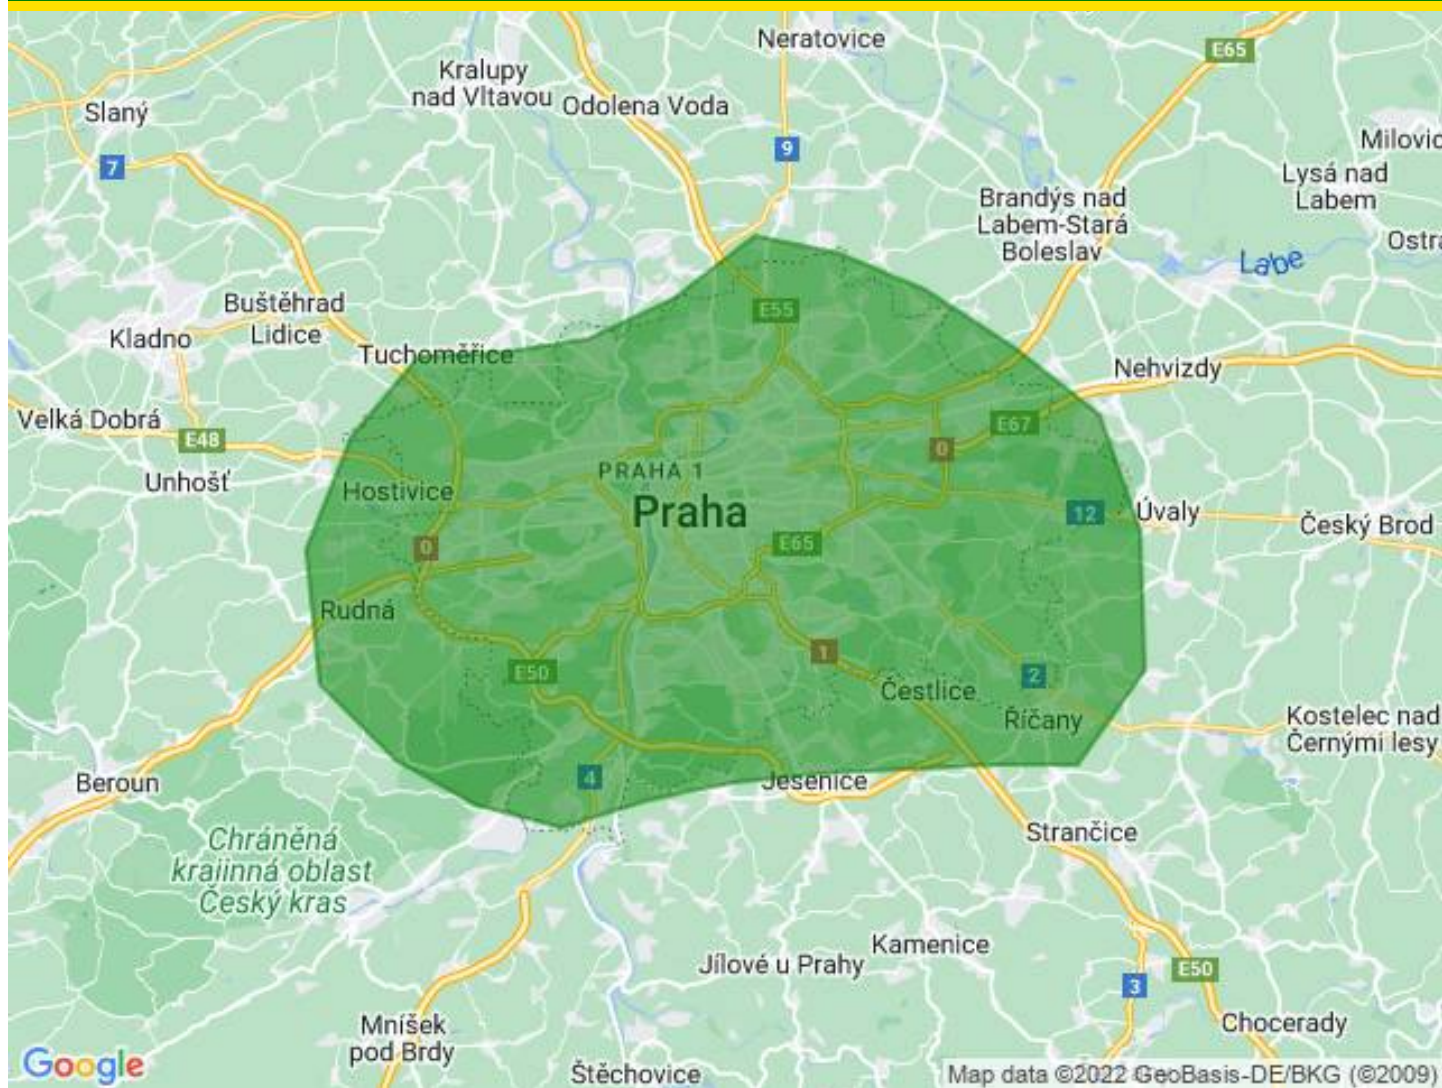 Neratovice
E65
Kralupy
nad Vltavou
Odolena Voda
Slaný
9
Milovic
7
Lysá nad
Labem
Brandýs nad
Labem-Stará
Boleslav
Ostra
Labe
Buštěhrad
E55
Kladno
Lidice
Tuchoměřice
Nehvizdy
Velká Dobrá
E48
E67
0
Unhošť
PRAHA 1
Hostivice
Praha
12
Úvaly
Český Brod
0
E65
Rudná
1
E50
2
Čestlice
Říčany
Kostelec nad
Černými lesy
4
Beroun
Jesenice
Strančice
Chráněná
krajinná oblast
Český kras
Kamenice
Jílové u Prahy
E50
3
Mníšek
pod Brdy
Chocerady
Google
Štěchovice
Map data ©2022 GeoBasis-DE/BKG (©2009)